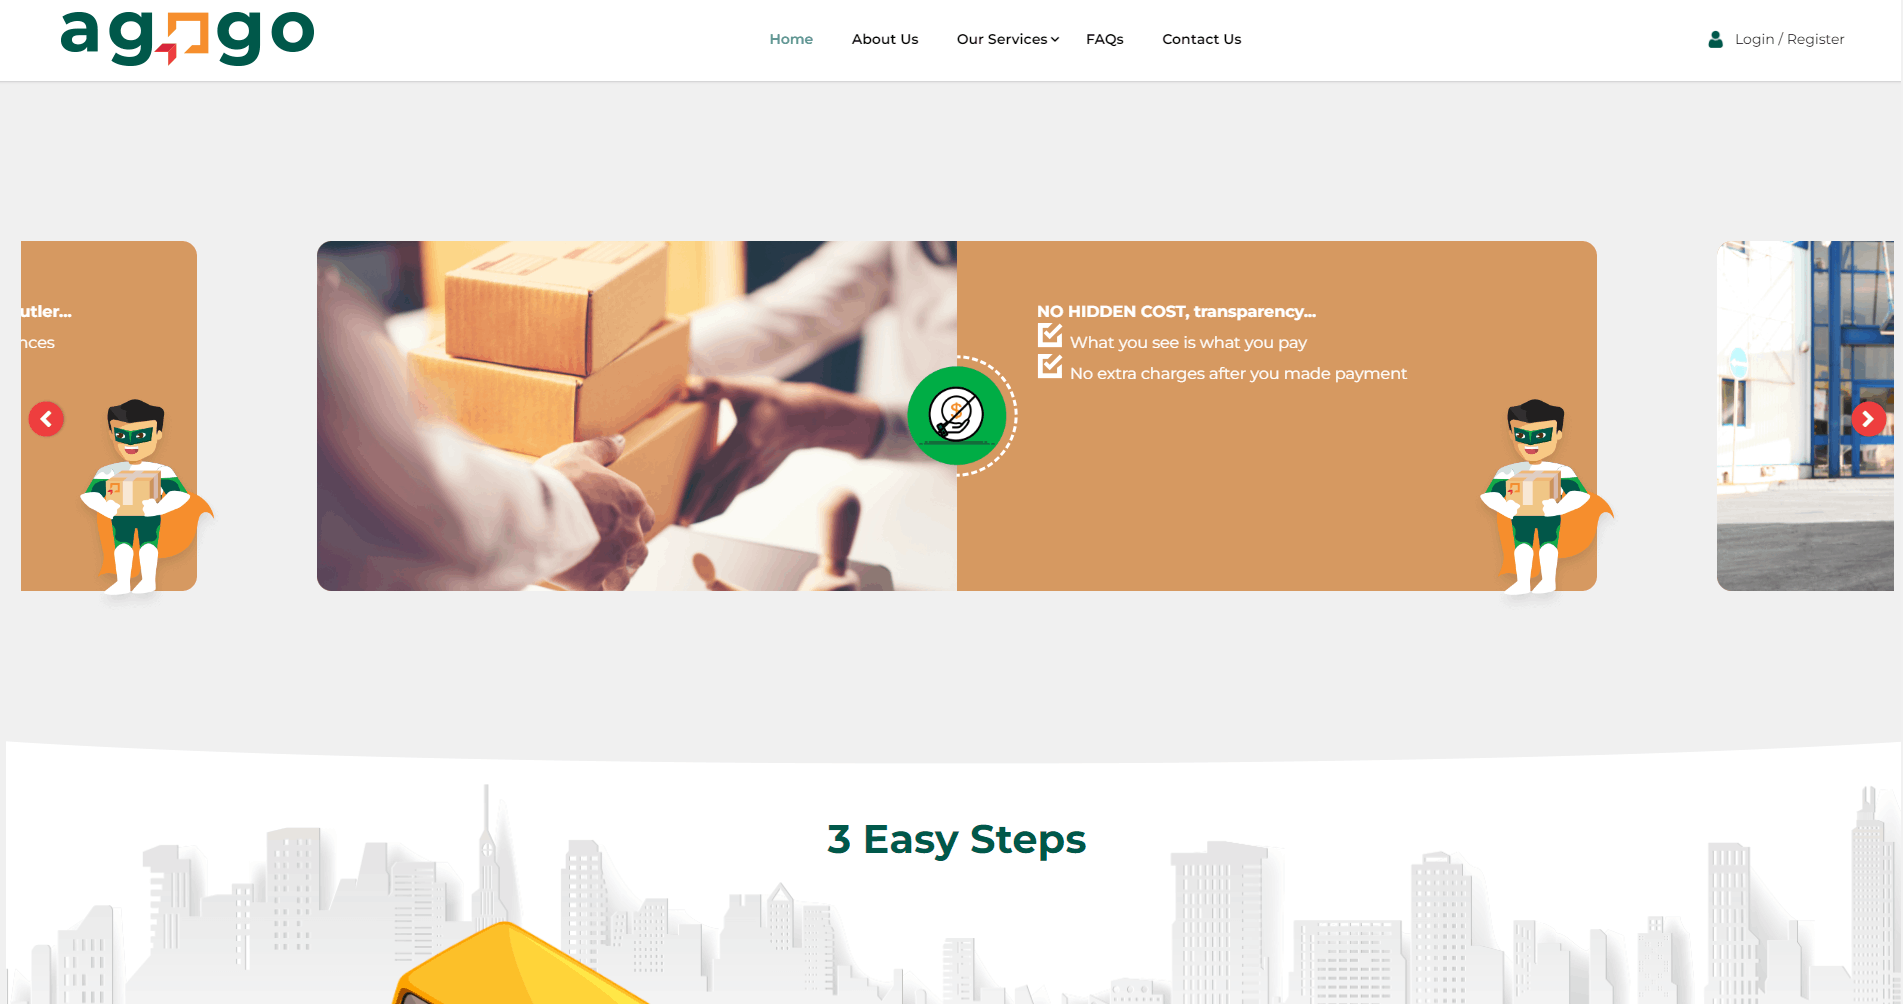 agogo
Home
About Us
Our Services
FAQs
Contact Us
Login / Register
utler...
nces
NO HIDDEN COST, transparency...
What you see is what you pay
No extra charges after you made payment
3 Easy Steps